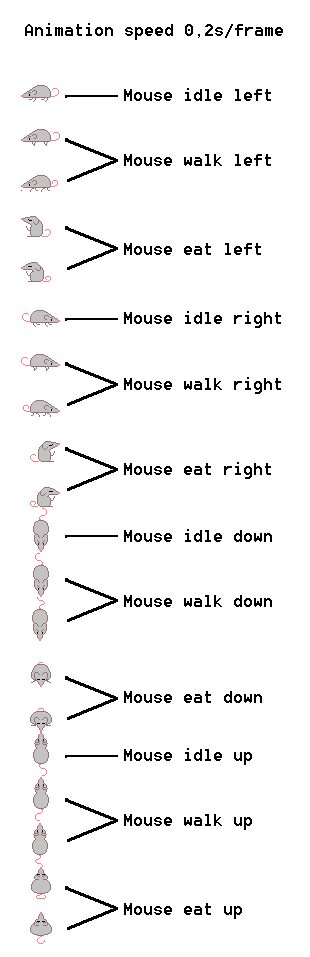 Animation speed 0,2s/frame
Mouse idle left
Mouse walk left
Mouse eat left
Mouse idle right
Mouse walk right
Mouse eat right
Mouse idle down
Mouse walk down
Mouse eat down
Mouse idle up
Mouse walk up
Mouse eat up